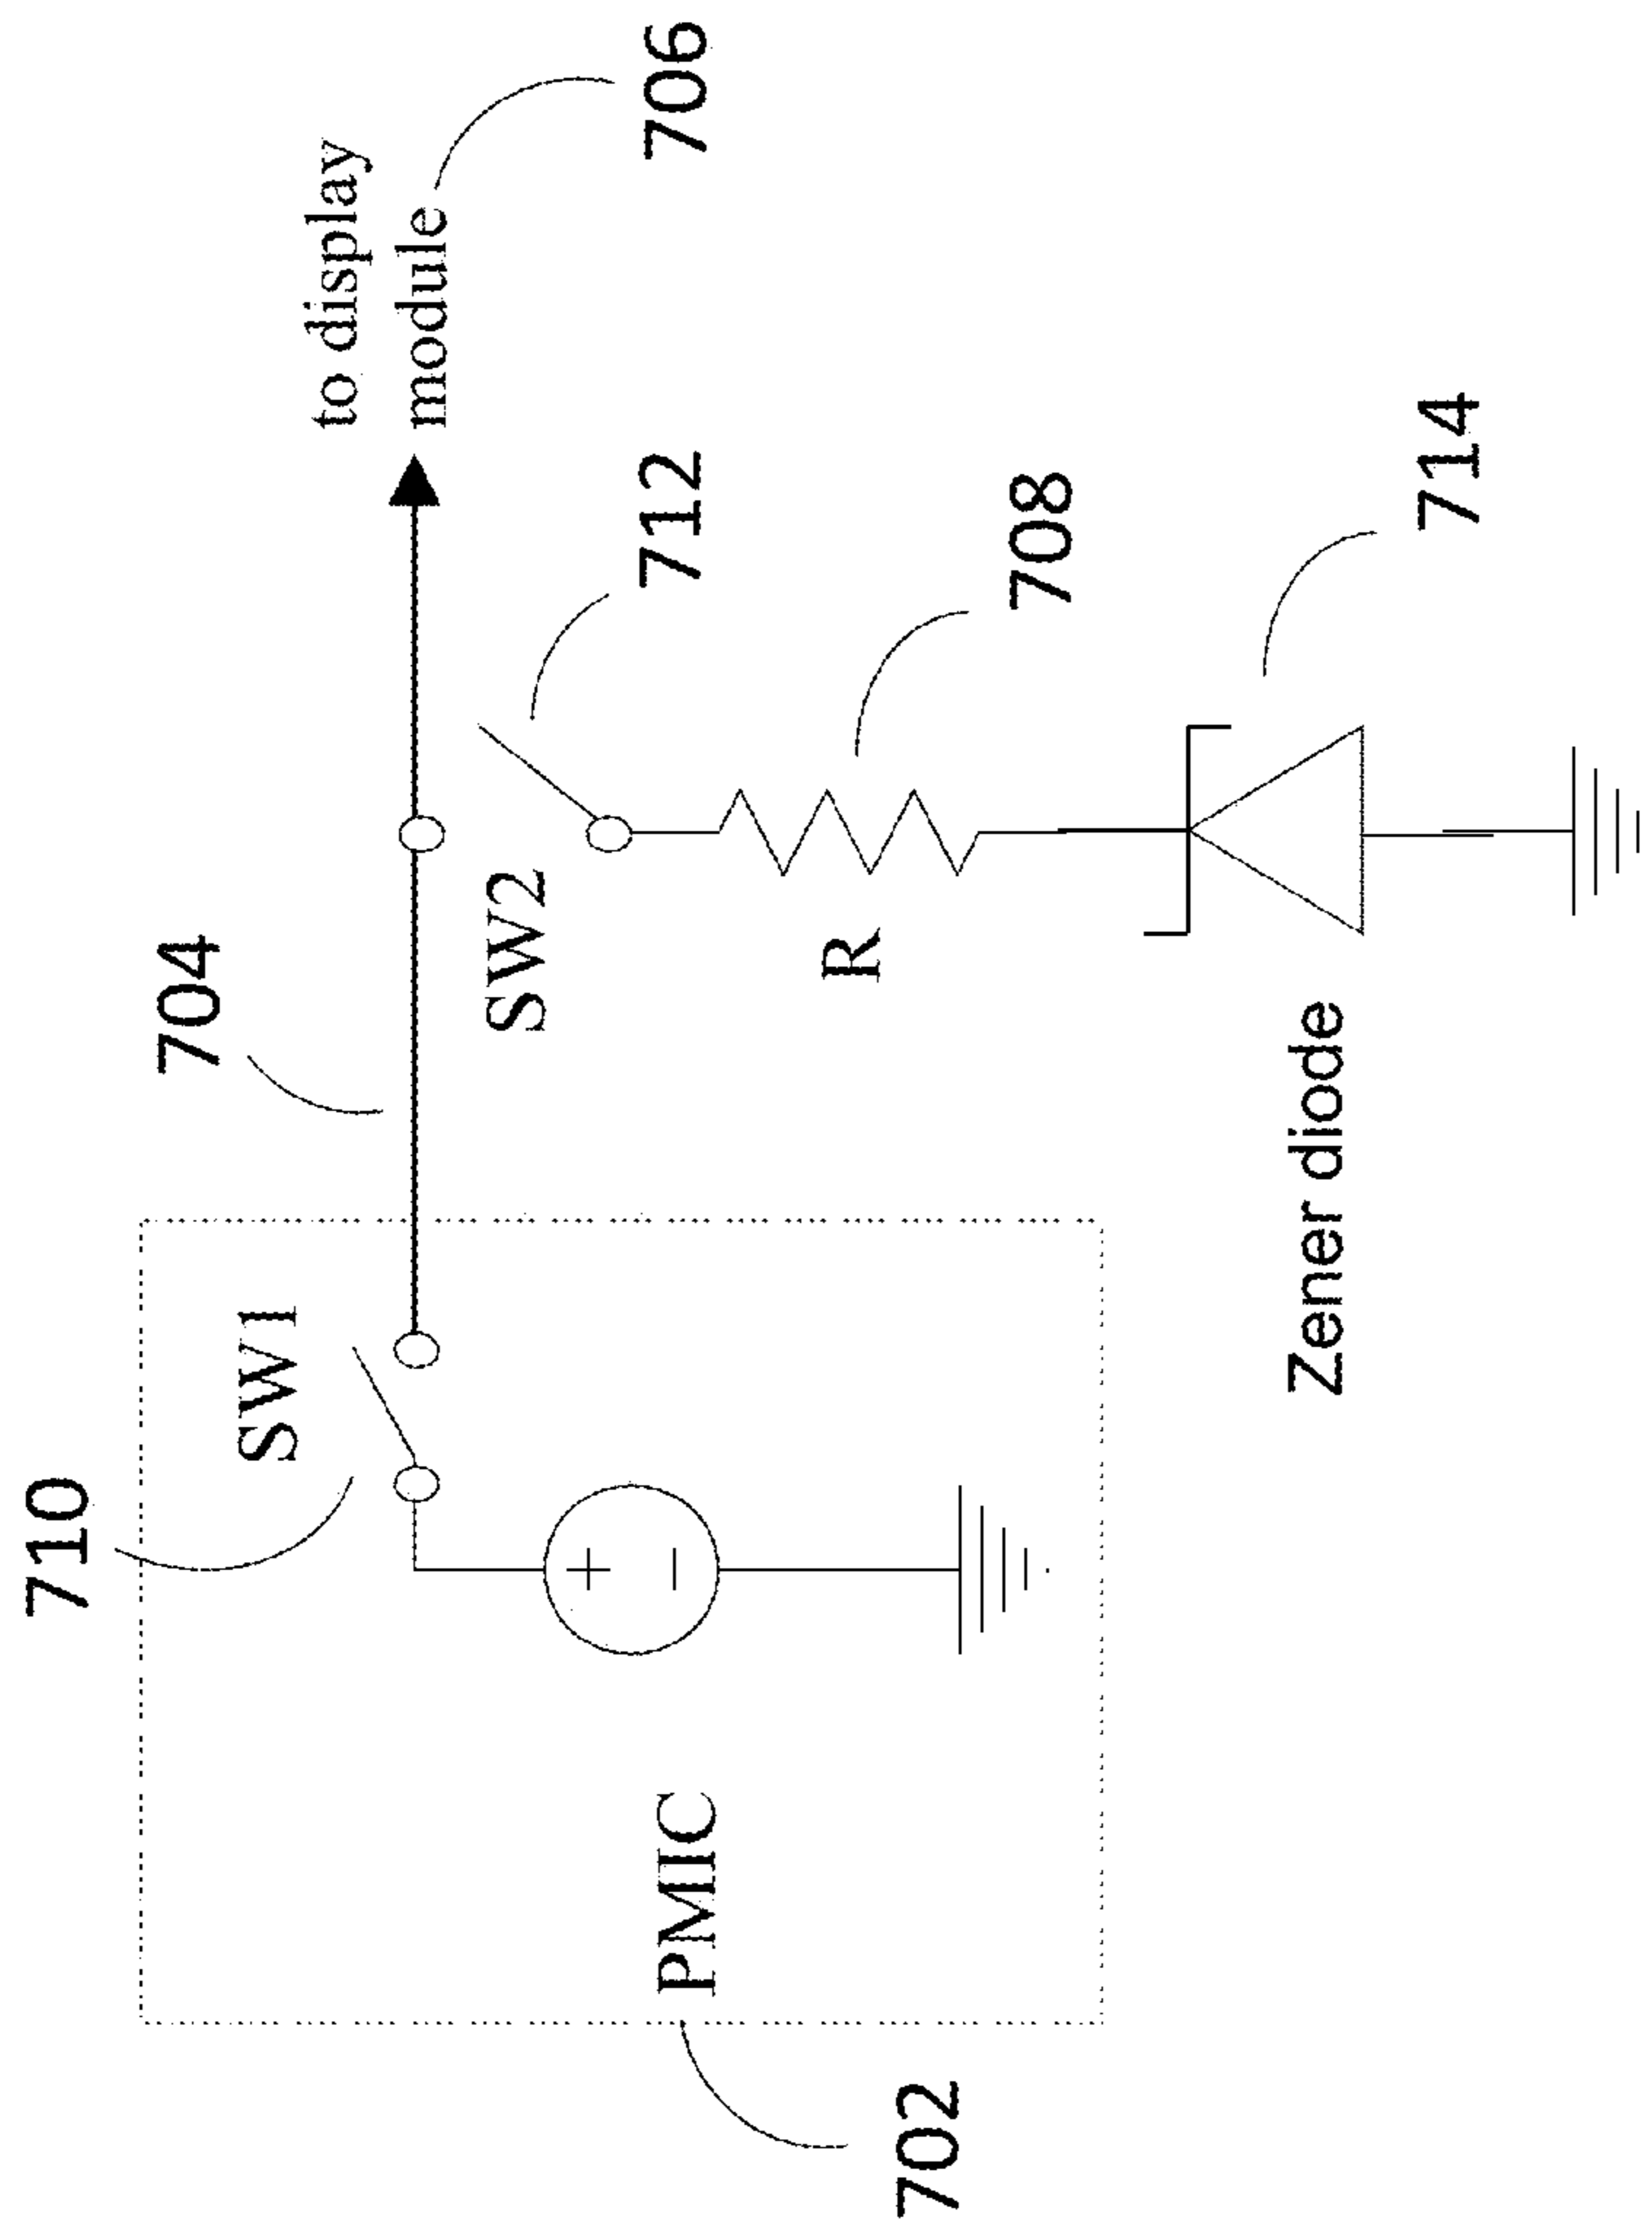 710
704
706
SW1
to display
module
712
SW2
PMIC
R
708
702
Zener diode
714
+
−